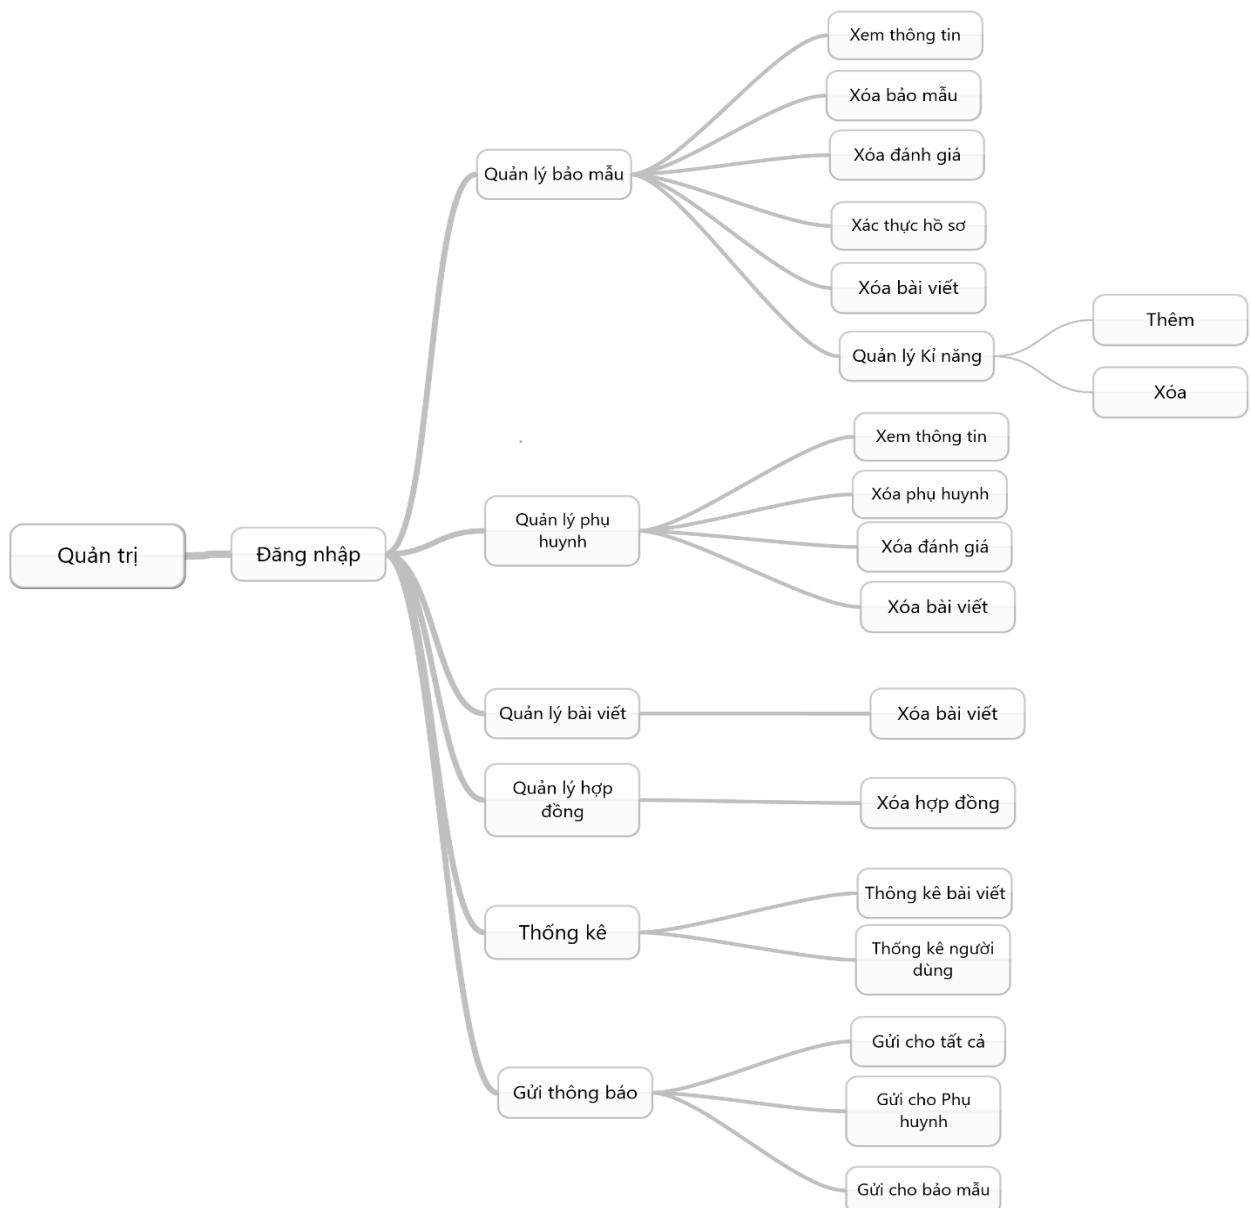 Quản trị
Đăng nhập
Quản lý bảo mẫu
Xem thông tin
Xóa bảo mẫu
Xóa đánh giá
Xác thực hồ sơ
Xóa bài viết
Quản lý Kỉ năng
Thêm
Xóa
Quản lý phụ
huynh
Xem thông tin
Xóa phụ huynh
Xóa đánh giá
Xóa bài viết
Quản lý bài viết
Xóa bài viết
Quản lý hợp
đồng
Xóa hợp đồng
Thống kê
Thông kê bài viết
Thống kê người
dùng
Gửi thông báo
Gửi cho tất cả
Gửi cho Phụ
huynh
Gửi cho bảo mẫu